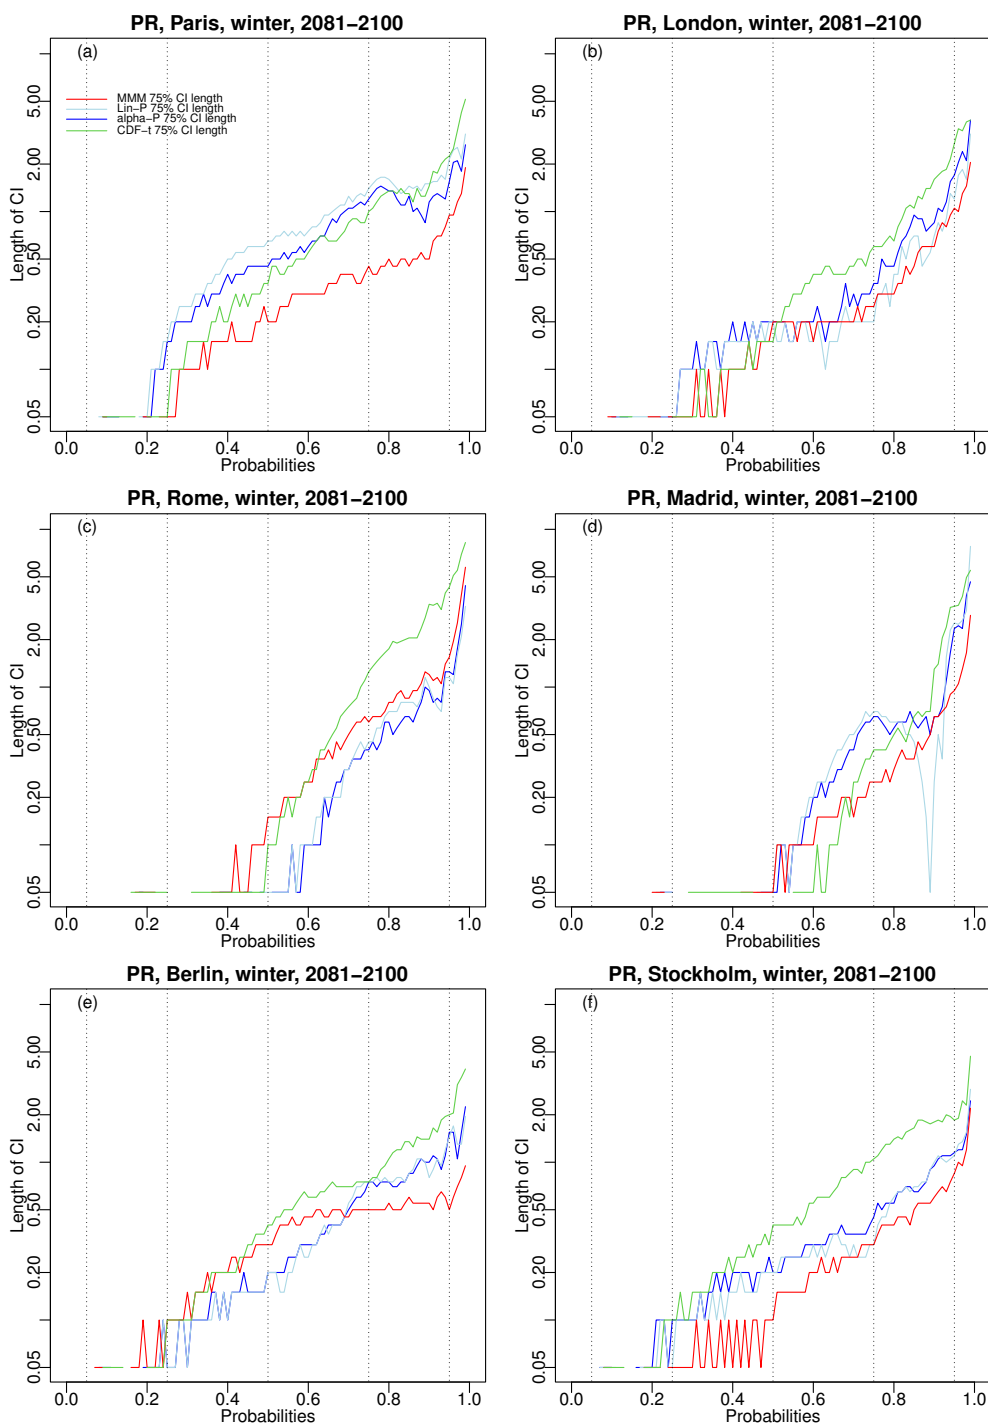 PR, Paris, winter, 2081−2100
(a)
MMM 75% CI length
Lin−P 75% CI length
alpha−P 75% CI length
CDF−t 75% CI length
Length of CI
0.05 0.20 0.50 2.00 5.00
0.0 0.2 0.4 0.6 0.8 1.0
Probabilities
PR, London, winter, 2081−2100
(b)
Length of CI
0.05 0.20 0.50 2.00 5.00
0.0 0.2 0.4 0.6 0.8 1.0
Probabilities
PR, Rome, winter, 2081−2100
(c)
Length of CI
0.05 0.20 0.50 2.00 5.00
0.0 0.2 0.4 0.6 0.8 1.0
Probabilities
PR, Madrid, winter, 2081−2100
(d)
Length of CI
0.05 0.20 0.50 2.00 5.00
0.0 0.2 0.4 0.6 0.8 1.0
Probabilities
PR, Berlin, winter, 2081−2100
(e)
Length of CI
0.05 0.20 0.50 2.00 5.00
0.0 0.2 0.4 0.6 0.8 1.0
Probabilities
PR, Stockholm, winter, 2081−2100
(f)
Length of CI
0.05 0.20 0.50 2.00 5.00
0.0 0.2 0.4 0.6 0.8 1.0
Probabilities